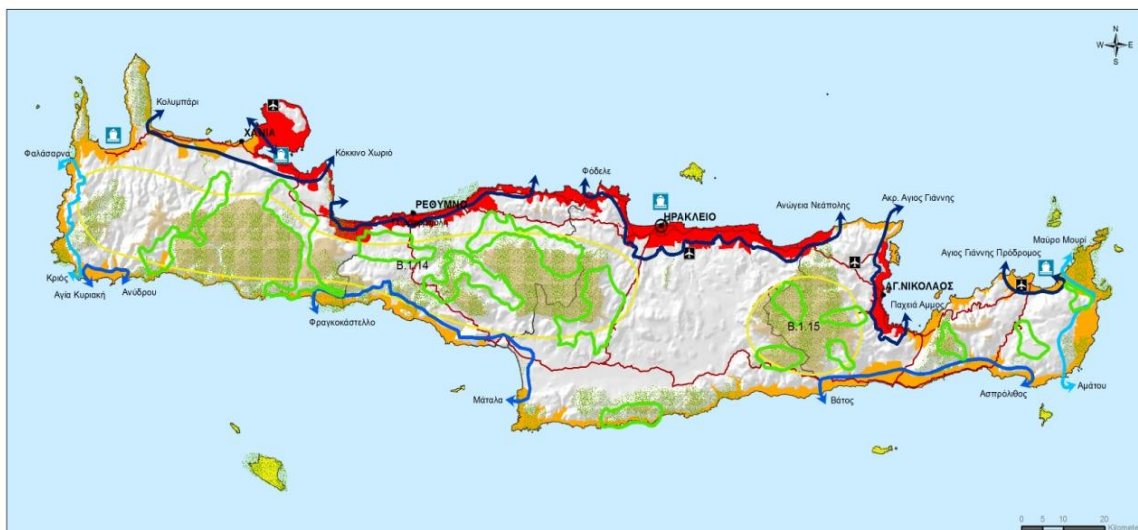 N
W E
S
Κολυμπάρι
ΧΑΝΙΑ
Φαλάσαρνα
Κόκκινο Χωριό
Φόδελε
ΡΕΘΥΜΝΟ
ΗΡΑΚΛΕΙΟ
Ανώγεια Νεάπολης
Ακρ. Αγιος Γιάννης
Μαύρο Μουρί
Αγιος Γιάννης Πρόδρομος
Β.1.14
Κριός
Αγία Κυριακή
Ανύδρου
ΑΓ.ΝΙΚΟΛΑΟΣ
Παχειά Αμμος
Φραγκοκάστελλο
Β.1.15
Μάταλα
Βάτος
Ασπρόλιθος
Αμάτου
0 5 10 20